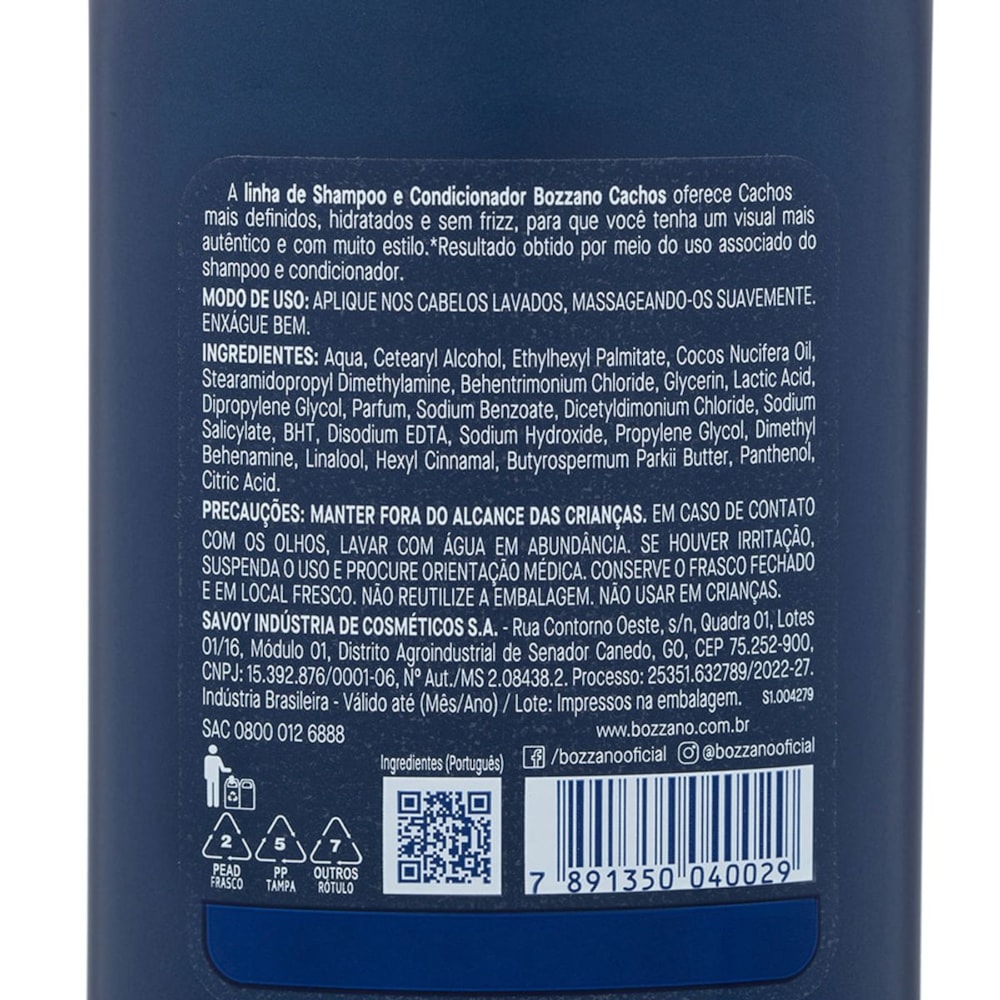 A linha de Shampoo e Condicionador Bozzano Cachos oferece Cachos
mais definidos, hidratados e sem frizz, para que você tenha um visual mais
autêntico e com muito estilo.*Resultado obtido por meio do uso associado do
shampoo e condicionador.
MODO DE USO: APLIQUE NOS CABELOS LAVADOS, MASSAGEANDO-OS SUAVEMENTE.
ENXÁGUE BEM.
INGREDIENTES: Aqua, Cetearyl Alcohol, Ethylhexyl Palmitate, Cocos Nucifera Oil,
Stearamidopropyl Dimethylamine, Behentrimonium Chloride, Glycerin, Lactic Acid,
Dipropylene Glycol, Parfum, Sodium Benzoate, Dicetyldimonium Chloride, Sodium
Salicylate, BHT, Disodium EDTA, Sodium Hydroxide, Propylene Glycol, Dimethyl
Behenamine, Linalool, Hexyl Cinnamal, Butyrospermum Parkii Butter, Panthenol,
Citric Acid.
PRECAUÇÕES: MANTER FORA DO ALCANCE DAS CRIANÇAS. EM CASO DE CONTATO
COM OS OLHOS, LAVAR COM ÁGUA EM ABUNDÂNCIA. SE HOUVER IRRITAÇÃO,
SUSPENDA O USO E PROCURE ORIENTAÇÃO MÉDICA. CONSERVE O FRASCO FECHADO
E EM LOCAL FRESCO. NÃO REUTILIZE A EMBALAGEM. NÃO USAR EM CRIANÇAS.
SAVOY INDÚSTRIA DE COSMÉTICOS S.A. - Rua Contorno Oeste, s/n, Quadra 01, Lotes
01/16, Módulo 01, Distrito Agroindustrial de Senador Canedo, GO, CEP 75.252-900,
CNPJ: 15.392.876/0001-06, Nº Aut./MS 2.08438.2. Processo: 25351.632789/2022-27.
Indústria Brasileira - Válido até (Mês/Ano) / Lote: Impressos na embalagem. S1.004279
SAC 0800 012 6888
www.bozzano.com.br
/bozzanooficial @bozzanooficial
Ingredientes (Português)
2 5 7
PEAD PP OUTROS
FRASCO TAMPA RÓTULO
7 891350 040029